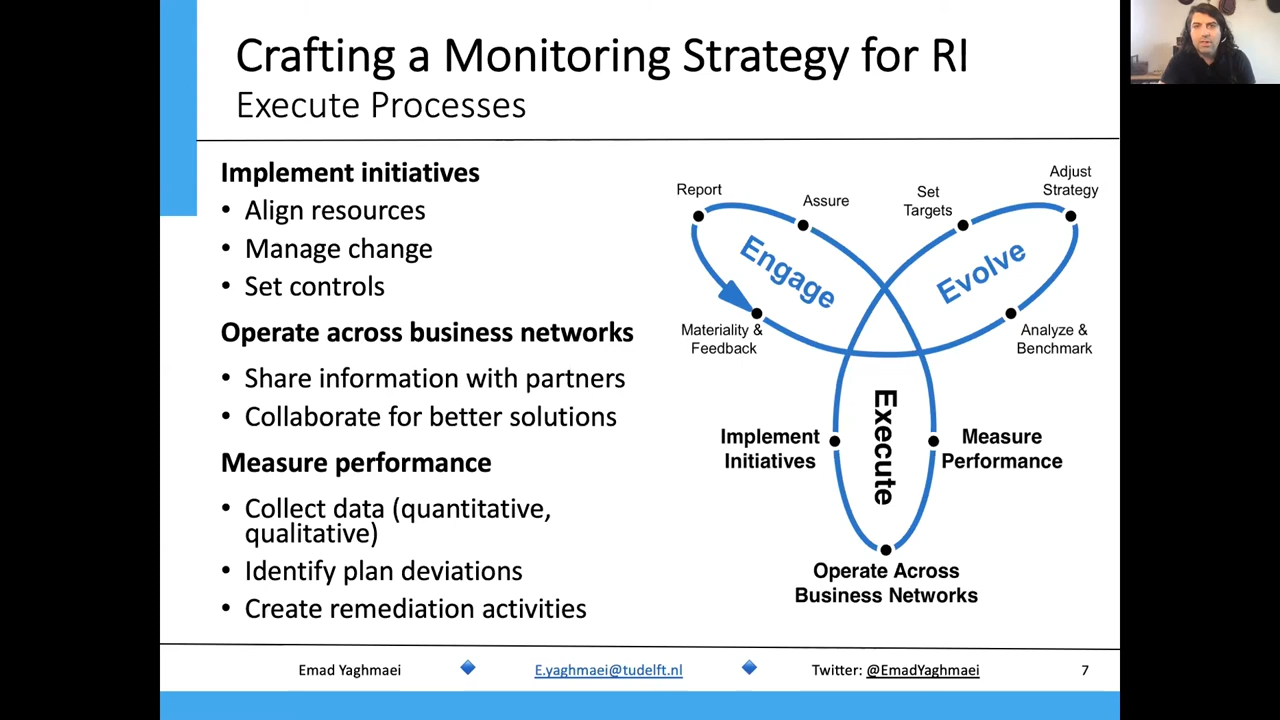 Crafting a Monitoring Strategy for RI
Execute Processes
Implement initiatives
• Align resources
• Manage change
• Set controls
Operate across business networks
• Share information with partners
• Collaborate for better solutions
Measure performance
• Collect data (quantitative,
qualitative)
• Identify plan deviations
• Create remediation activities
Report
Assure
Set
Targets
Adjust
Strategy
Engage
Evolve
Materiality &
Feedback
Analyze &
Benchmark
Execute
Implement
Initiatives
Measure
Performance
Operate Across
Business Networks
Emad Yaghmaei
E.yaghmaei@tudelft.nl
Twitter: @EmadYaghmaei
7